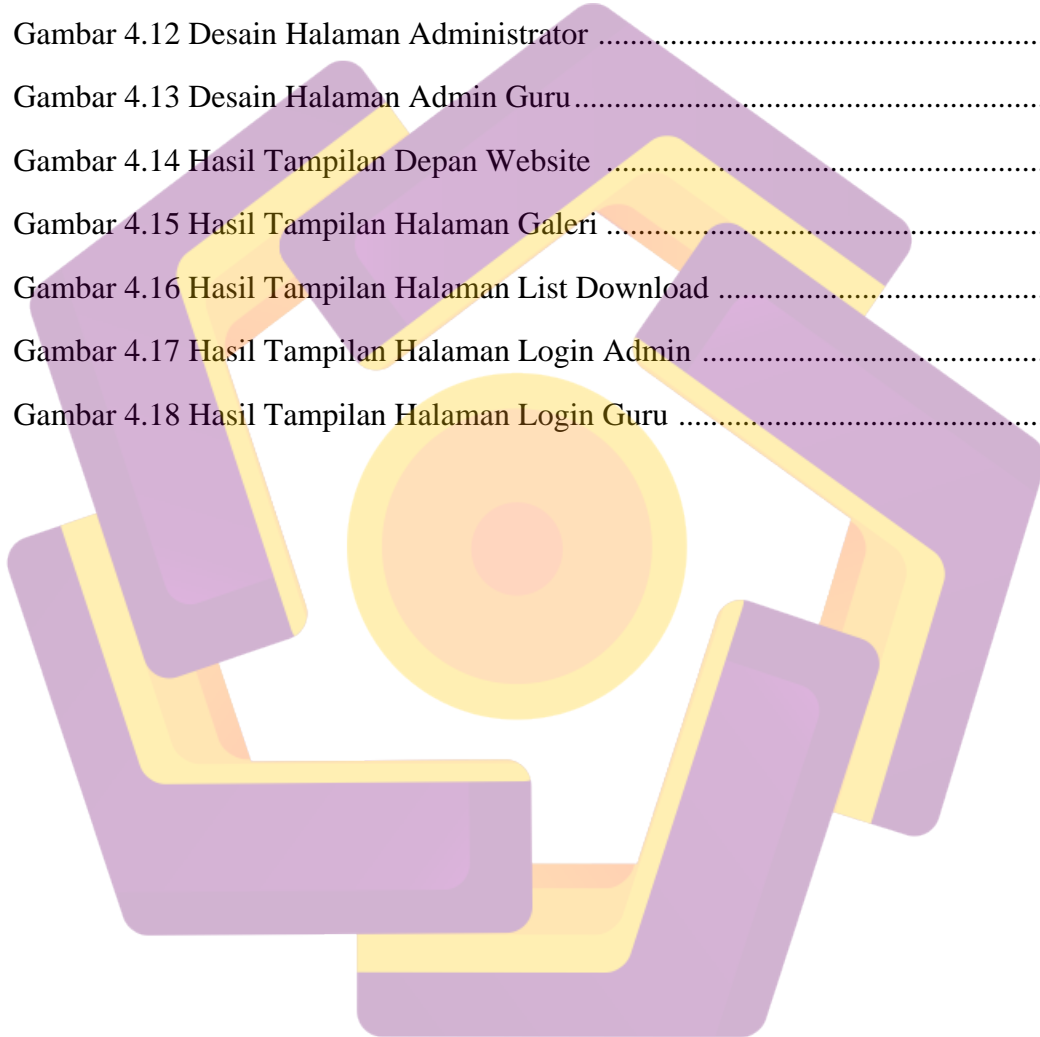 Gambar 4.12 Desain Halaman Administrator ........................................................
Gambar 4.13 Desain Halaman Admin Guru...........................................................
Gambar 4.14 Hasil Tampilan Depan Website .......................................................
Gambar 4.15 Hasil Tampilan Halaman Galeri .......................................................
Gambar 4.16 Hasil Tampilan Halaman List Download .........................................
Gambar 4.17 Hasil Tampilan Halaman Login Admin ...........................................
Gambar 4.18 Hasil Tampilan Halaman Login Guru ..............................................